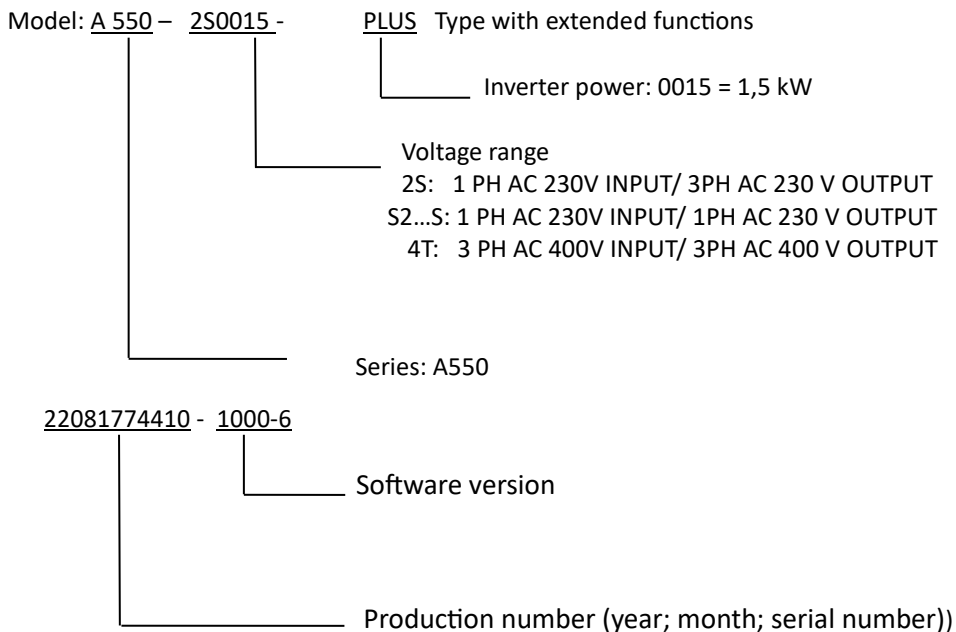 Model: A 550 – 2S0015 - PLUS Type with extended functions
Inverter power: 0015 = 1,5 kW
Voltage range
2S: 1 PH AC 230V INPUT/ 3PH AC 230 V OUTPUT
S2...S: 1 PH AC 230V INPUT/ 1PH AC 230 V OUTPUT
4T: 3 PH AC 400V INPUT/ 3PH AC 400 V OUTPUT
Series: A550
22081774410 - 1000-6
Software version
Production number (year; month; serial number))